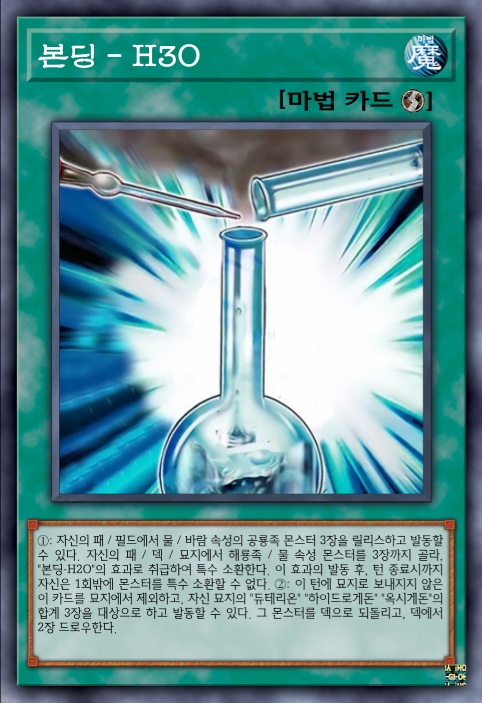 본딩 - H3O
마법
魔
[마법 카드]
①: 자신의 패 / 필드에서 물 / 바람 속성의 공룡족 몬스터 3장을 릴리스하고 발동할
수 있다. 자신의 패 / 덱 / 묘지에서 해룡족 / 물 속성 몬스터를 3장까지 골라,
"본딩-H2O"의 효과로 취급하여 특수 소환한다. 이 효과의 발동 후, 턴 종료시까지
자신은 1회밖에 몬스터를 특수 소환할 수 없다. ②: 이 턴에 묘지로 보내지지 않은
이 카드를 묘지에서 제외하고, 자신 묘지의 "듀테리온" "하이드로게돈" "옥시게돈"의
합계 3장을 대상으로 하고 발동할 수 있다. 그 몬스터를 덱으로 되돌리고, 덱에서
2장 드로우한다.